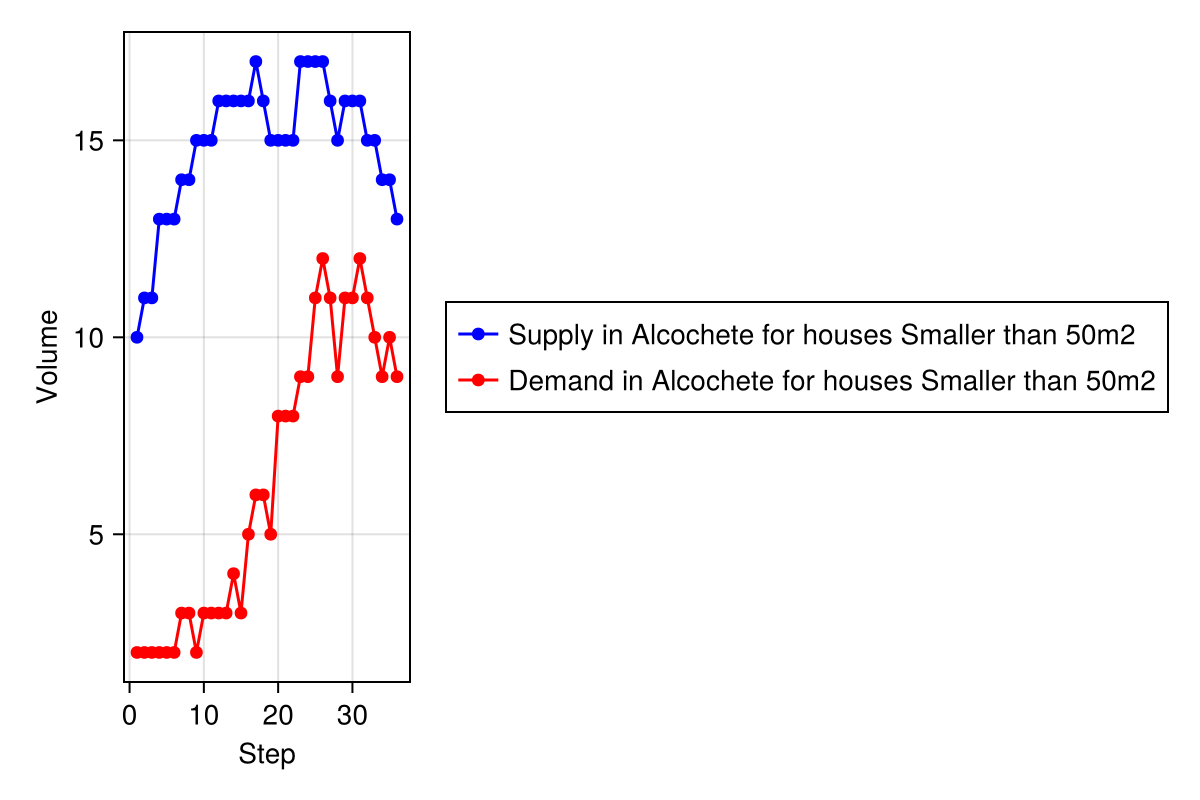 15
10
5
Volume
0 10 20 30
Step
Supply in Alcochete for houses Smaller than 50m2
Demand in Alcochete for houses Smaller than 50m2